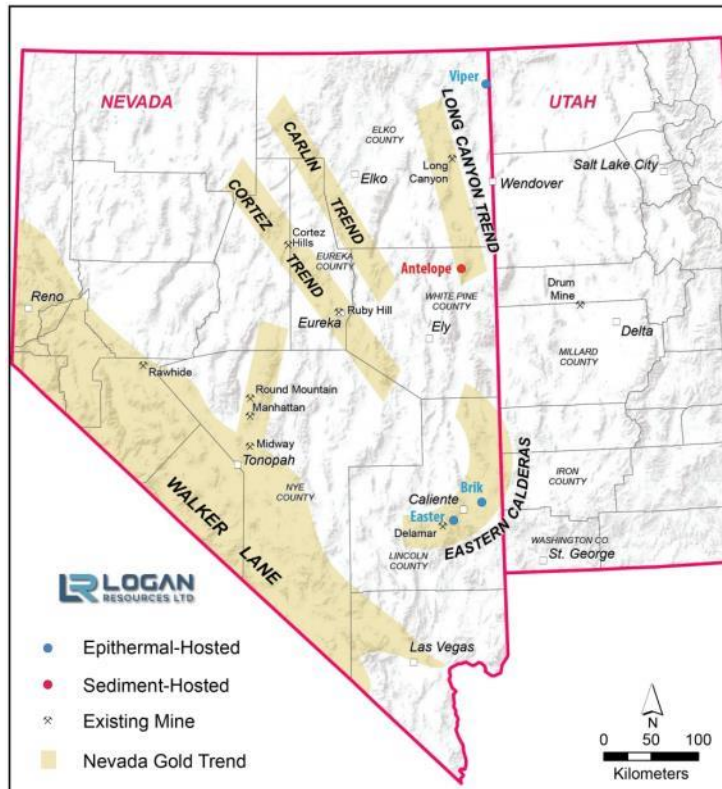 Viper
NEVADA
UTAH
LONG CANYON TREND
CARLIN
TREND
ELKO
COUNTY
Elko
Long
Canyon
Salt Lake City
Wendover
CORTEZ
TREND
Cortez
Hills
EUREKA
COUNTY
Antelope
WHITE PINE
COUNTY
Drum
Mine
Reno
Ruby Hill
Eureka
Ely
Delta
MILLARD
COUNTY
Rawhide
Round Mountain
Manhattan
Midway
Tonopah
NYE
COUNTY
WALKER
LANE
Brik
Caliente
Easter
Delamar
EASTERN CALDERAS
LINCOLN
COUNTY
IRON
COUNTY
WASHINGTON CO.
St. George
LR LOGAN
RESOURCES LTD
Las Vegas
Epithermal-Hosted
Sediment-Hosted
Existing Mine
Nevada Gold Trend
N
0 50 100
Kilometers